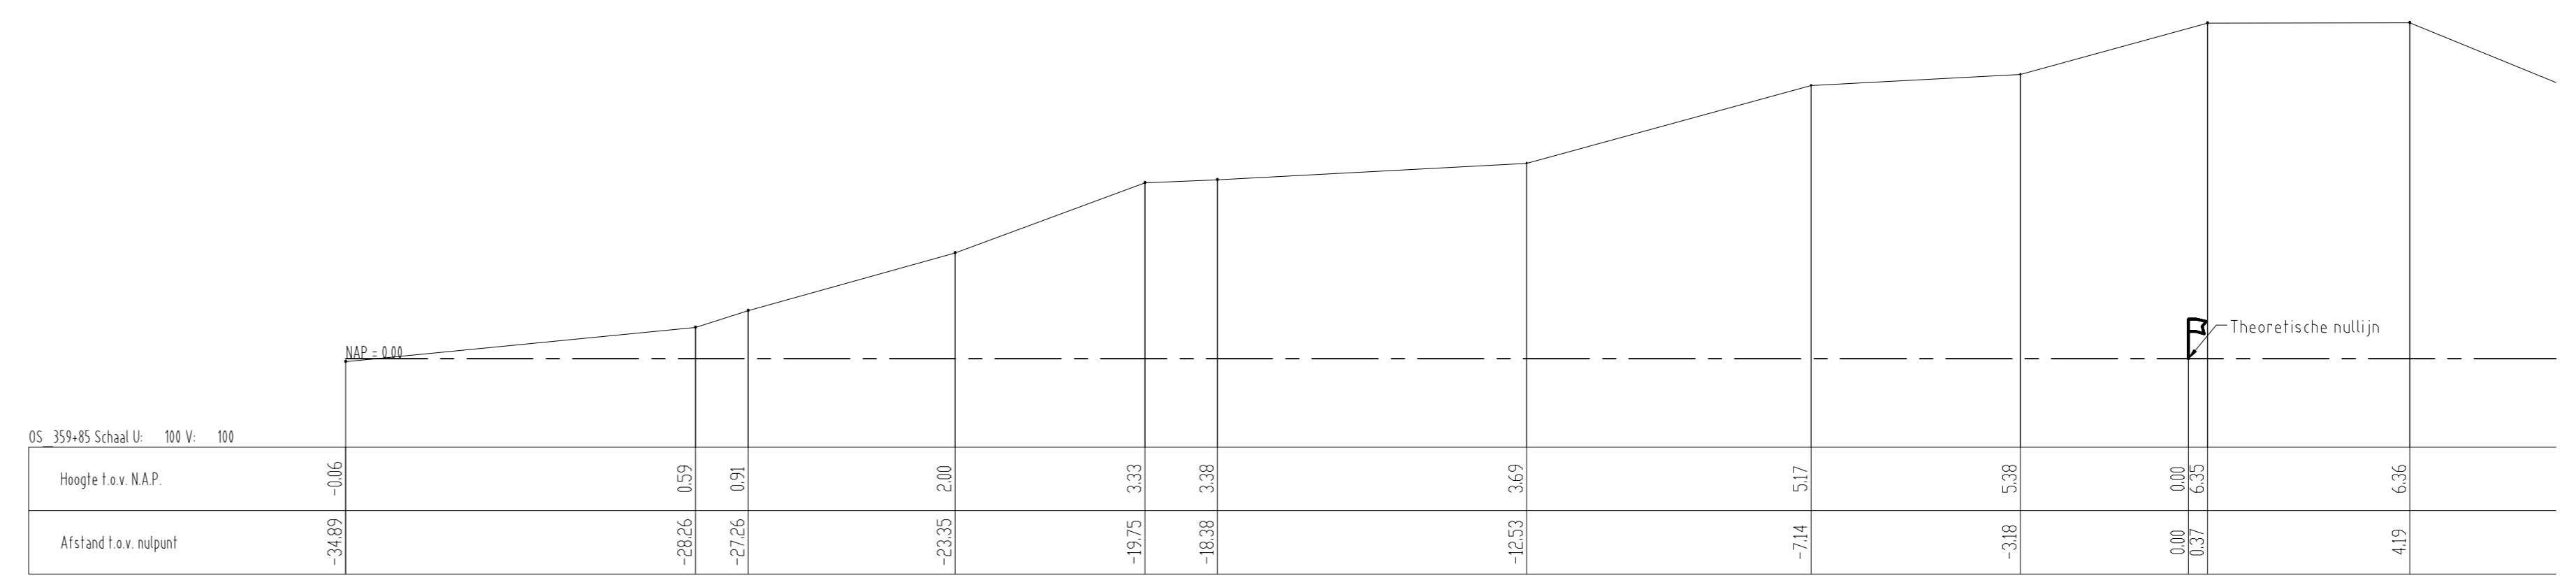 NAP = 0.00
Theoretische nullijn
OS_359+85 Schaal U: 100 V: 100
Hoogte t.o.v. N.A.P. -0.06 0.59 0.91 2.00 3.33 3.38 3.69 5.17 5.38 0.00 6.35 6.36
Afstand t.o.v. nulpunt -34.89 -28.26 -27.26 -23.35 -19.75 -18.38 -12.53 -7.14 -3.18 0.00 0.37 4.19